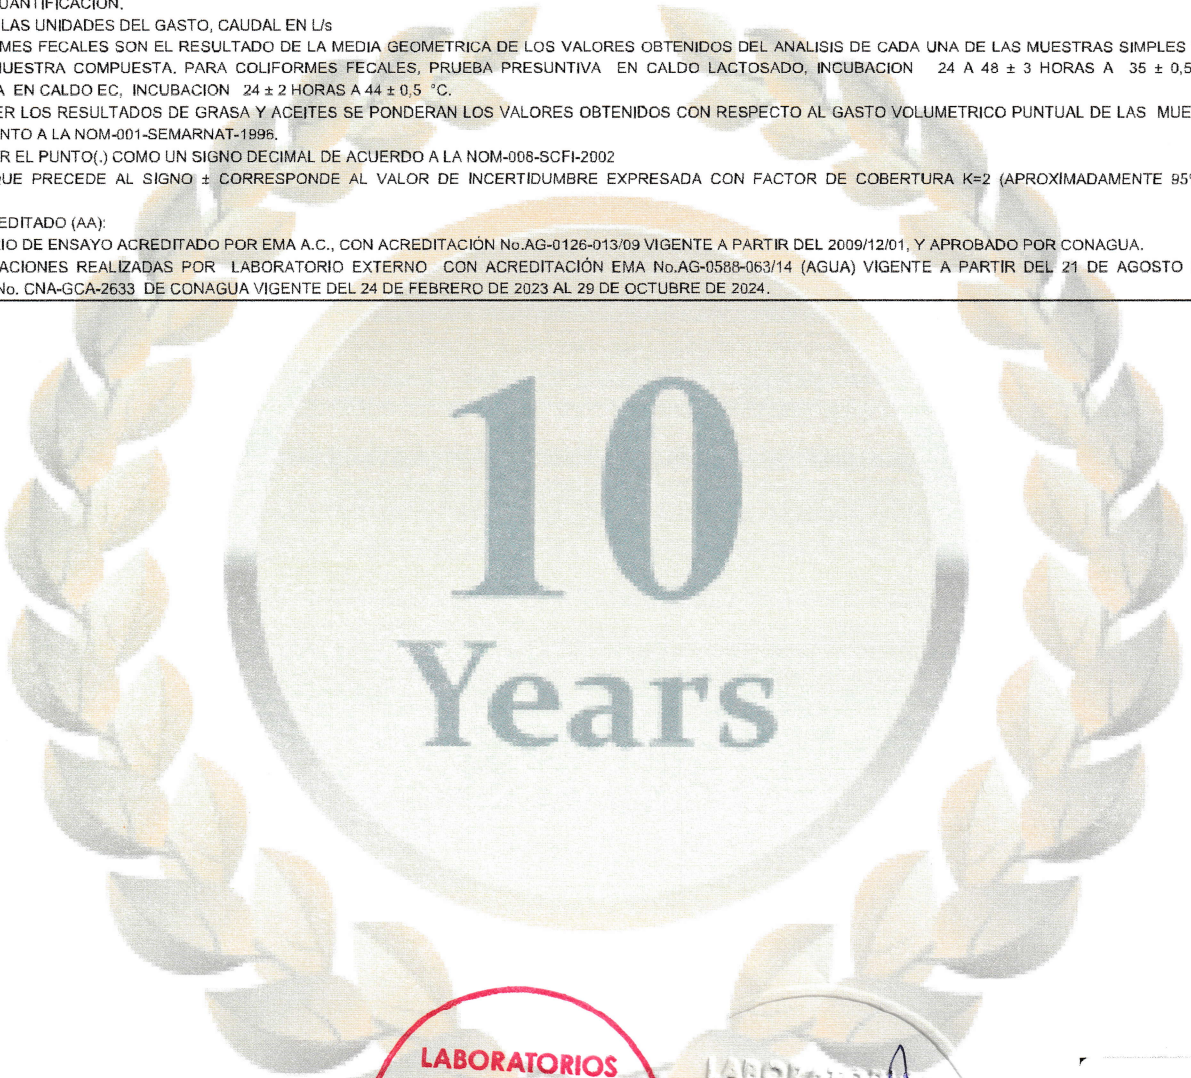 UANTIFICACIÓN.
LAS UNIDADES DEL GASTO, CAUDAL EN L/s
MES FECALES SON EL RESULTADO DE LA MEDIA GEOMETRICA DE LOS VALORES OBTENIDOS DEL ANALISIS DE CADA UNA DE LAS MUESTRAS SIMPLES
UESTRA COMPUESTA. PARA COLIFORMES FECALES, PRUEBA PRESUNTIVA EN CALDO LACTOSADO, INCUBACION 24 A 48 ± 3 HORAS A 35 ± 0,5
A EN CALDO EC, INCUBACION 24 ± 2 HORAS A 44 ± 0,5 °C.
ER LOS RESULTADOS DE GRASA Y ACEITES SE PONDERAN LOS VALORES OBTENIDOS CON RESPECTO AL GASTO VOLUMETRICO PUNTUAL DE LAS MUE
NTO A LA NOM-001-SEMARNAT-1996.
R EL PUNTO(.) COMO UN SIGNO DECIMAL DE ACUERDO A LA NOM-008-SCFI-2002
QUE PRECEDE AL SIGNO ± CORRESPONDE AL VALOR DE INCERTIDUMBRE EXPRESADA CON FACTOR DE COBERTURA K=2 (APROXIMADAMENTE 95%
EDITADO (AA):
IO DE ENSAYO ACREDITADO POR EMA A.C., CON ACREDITACIÓN No.AG-0126-013/09 VIGENTE A PARTIR DEL 2009/12/01, Y APROBADO POR CONAGUA.
ACIONES REALIZADAS POR LABORATORIO EXTERNO CON ACREDITACIÓN EMA No.AG-0588-063/14 (AGUA) VIGENTE A PARTIR DEL 21 DE AGOSTO
No. CNA-GCA-2633 DE CONAGUA VIGENTE DEL 24 DE FEBRERO DE 2023 AL 29 DE OCTUBRE DE 2024.
10
Years
LABORATORIOS